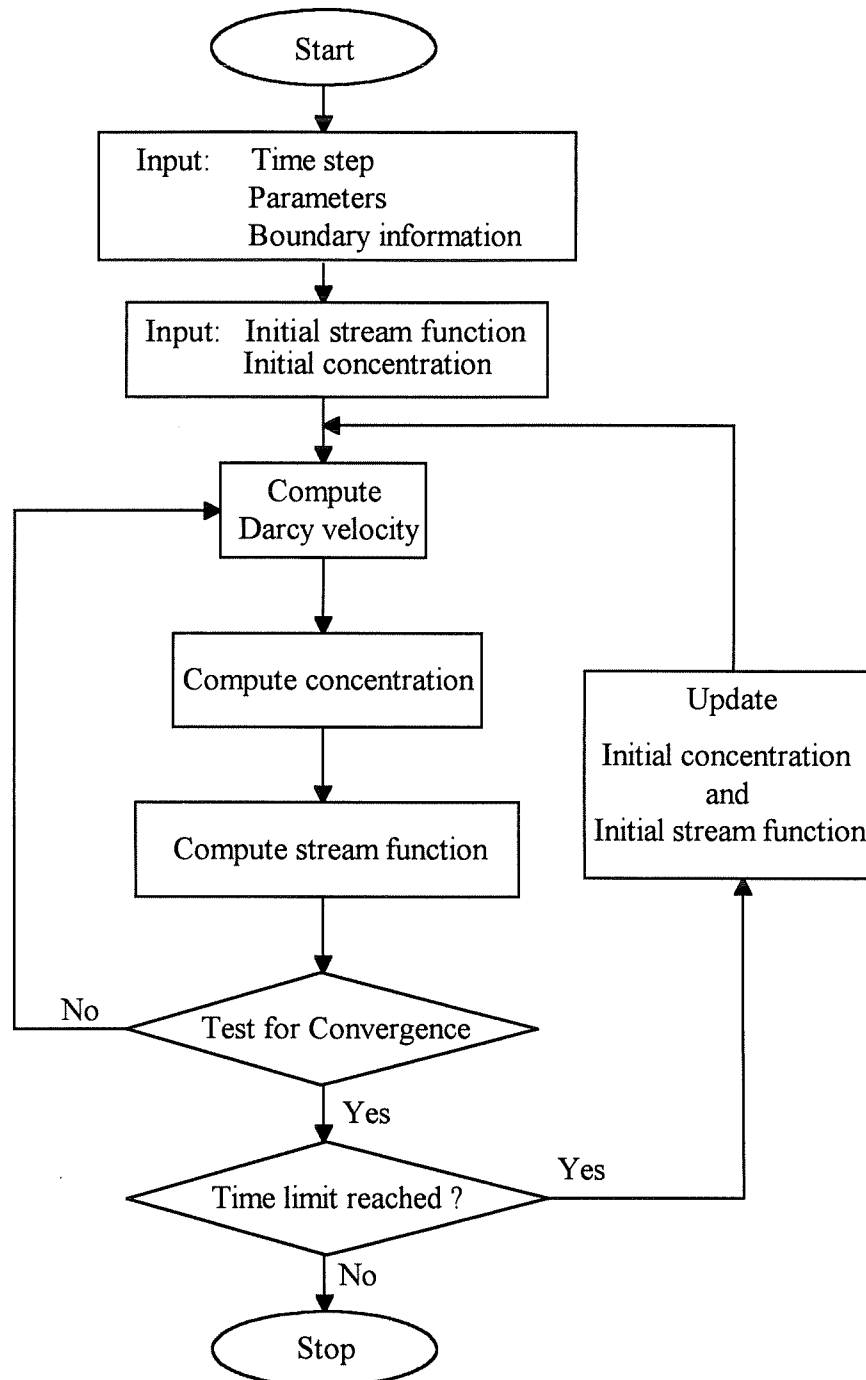 Start
Input: Time step
Parameters
Boundary information
Input: Initial stream function
Initial concentration
Compute
Darcy velocity
Compute concentration
Update
Initial concentration
and
Initial stream function
Compute stream function
No
Test for Convergence
Yes
Time limit reached ?
Yes
No
Stop